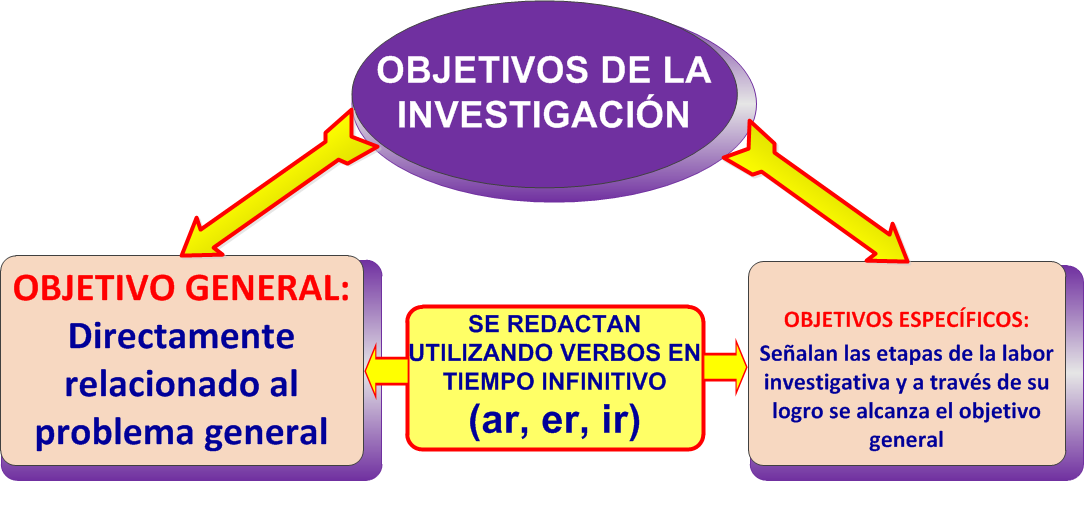 OBJETIVOS DE LA
INVESTIGACIÓN
OBJETIVO GENERAL:
Directamente
relacionado al
problema general
SE REDACTAN
UTILIZANDO VERBOS EN
TIEMPO INFINITIVO
(ar, er, ir)
OBJETIVOS ESPECÍFICOS:
Señalan las etapas de la labor
investigativa y a través de su
logro se alcanza el objetivo
general